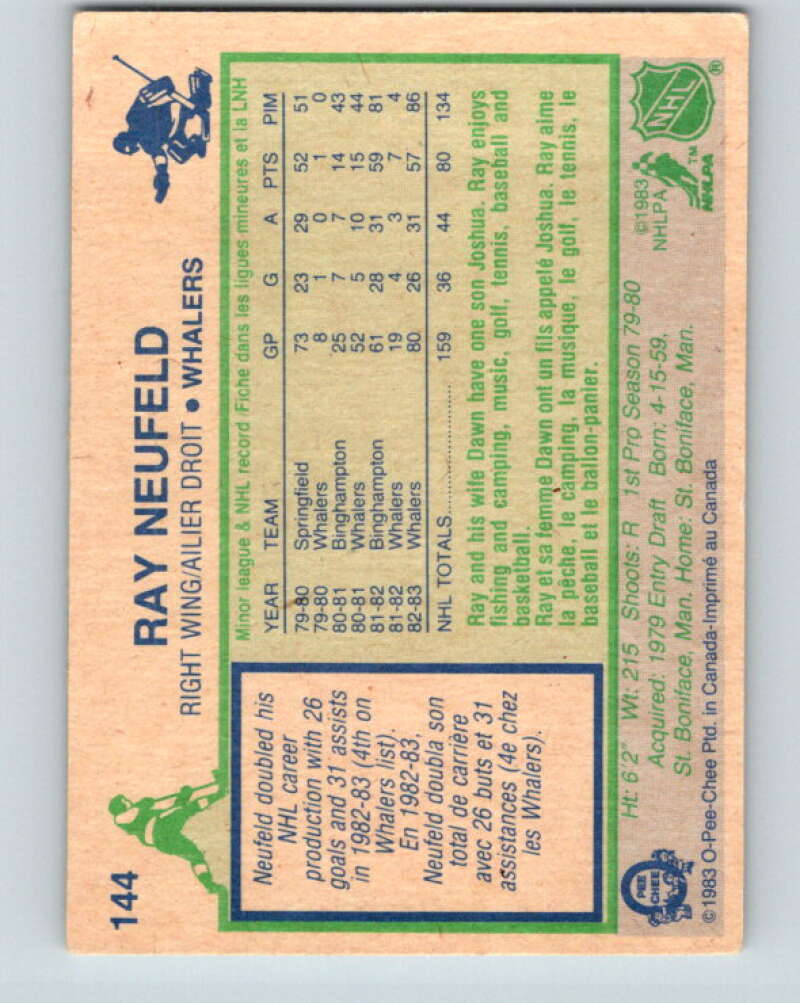 144
RAY NEUFELD
RIGHT WING/AILIER DROIT • WHALERS
Neufeld doubled his
NHL career
production with 26
goals and 31 assists
in 1982-83 (4th on
Whalers list).
En 1982-83,
Neufeld doubla son
total de carrière
avec 26 buts et 31
assistances (4e chez
les Whalers).
Minor league & NHL record/Fiche dans les ligues mineures et la LNH
YEAR TEAM GP G A PTS PIM
79-80 Springfield 73 23 29 52 51
79-80 Whalers 8 1 0 1 0
80-81 Binghampton 25 7 7 14 43
80-81 Whalers 52 5 10 15 44
81-82 Binghampton 61 28 31 59 81
81-82 Whalers 19 4 3 7 4
82-83 Whalers 80 26 31 57 86
NHL TOTALS 159 36 44 80 134
Ray and his wife Dawn have one son Joshua. Ray enjoys
fishing and camping, music, golf, tennis, baseball and
basketball.
Ray et sa femme Dawn ont un fils appelé Joshua. Ray aime
la pêche, le camping, la musique, le golf, le tennis, le
baseball et le ballon-panier.
Ht: 6'2" Wt: 215 Shoots: R 1st Pro Season 79-80
Acquired: 1979 Entry Draft Born: 4-15-59,
St. Boniface, Man. Home: St. Boniface, Man.
©1983 O-Pee-Chee Ptd. in Canada-Imprimé au Canada
O
PEE
CHEE
©1983
NHLPA
NHLPA TM
NHL ®